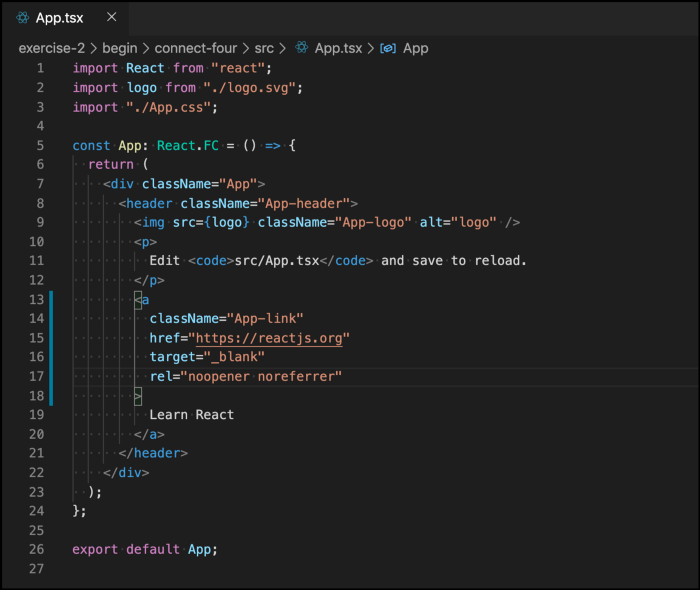 App.tsx
exercise-2 > begin > connect-four > src > App.tsx > App
1 import React from "react";
2 import logo from "./logo.svg";
3 import "./App.css";
4
5 const App: React.FC = () => {
6   return (
7     <div className="App">
8       <header className="App-header">
9         <img src={logo} className="App-logo" alt="logo" />
10         <p>
11           Edit <code>src/App.tsx</code> and save to reload.
12         </p>
13         <a
14           className="App-link"
15           href="https://reactjs.org"
16           target="_blank"
17           rel="noopener noreferrer"
18         >
19           Learn React
20         </a>
21       </header>
22     </div>
23   );
24 };
25
26 export default App;
27